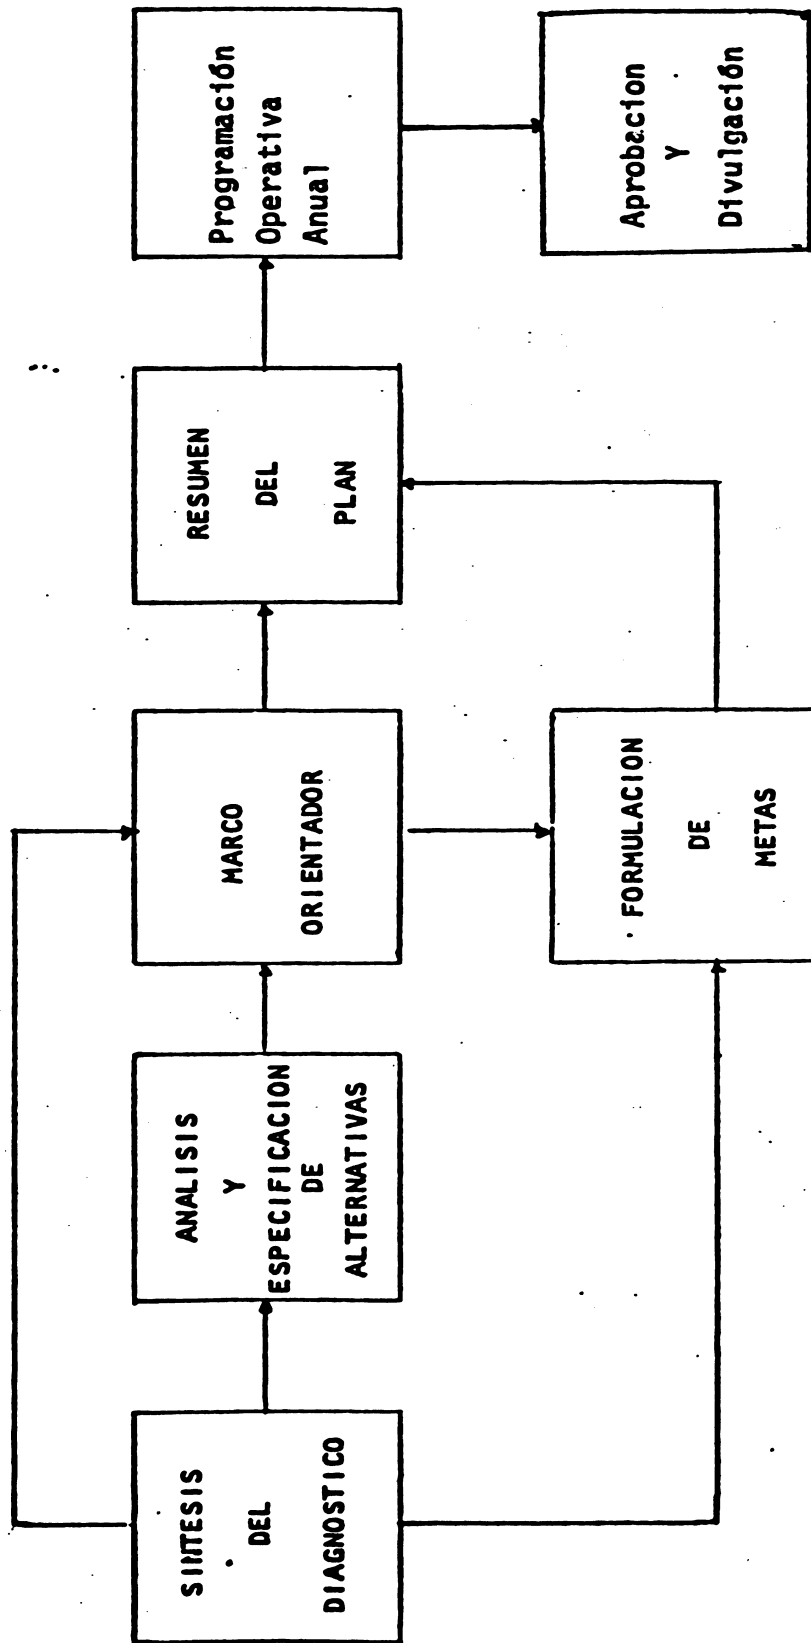 SINTESIS
DEL
DIAGNOSTICO
ANALISIS
Y
ESPECIFICACION
DE
ALTERNATIVAS
MARCO
ORIENTADOR
RESUMEN
DEL
PLAN
Programación
Operativa
Anual
FORMULACION
DE
METAS
Aprobacion
Y
Divulgación